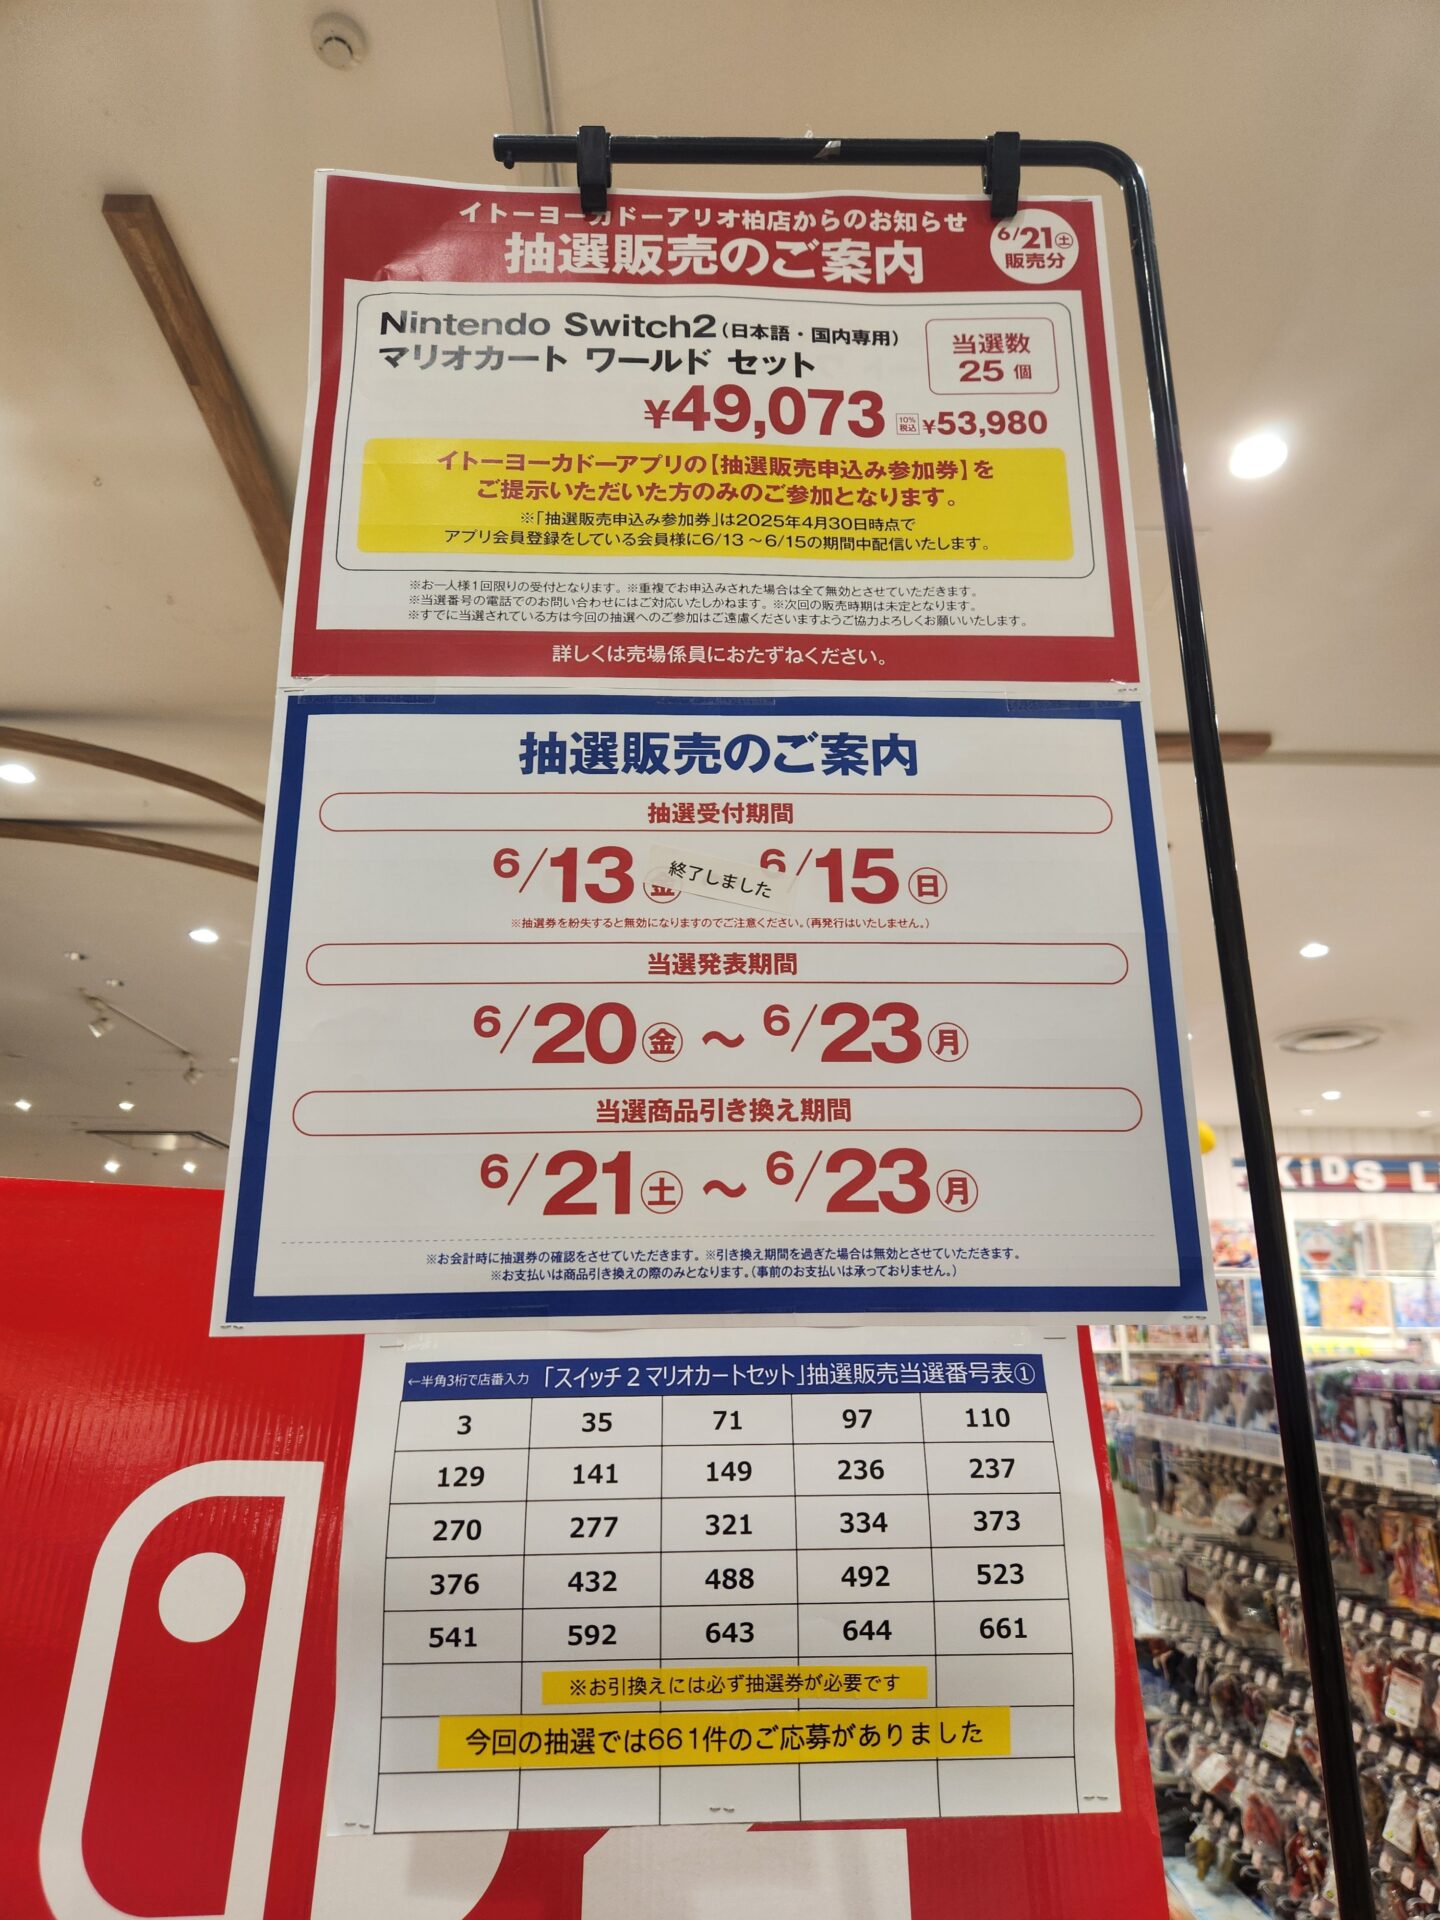 イトーヨーカドーアリオ柏店からのお知らせ
抽選販売のご案内
6/21土
販売分
Nintendo Switch2(日本語・国内専用)
マリオカート ワールド セット
当選数
25個
¥49,073 10%税込 ¥53,980
イトーヨーカドーアプリの【抽選販売申込み参加券】を
ご提示いただいた方のみのご参加となります。
※「抽選販売申込み参加券」は2025年4月30日時点で
アプリ会員登録をしている会員様に6/13～6/15の期間中配信いたします。
※お一人様1回限りの受付となります。※重複でお申込みされた場合は全て無効とさせていただきます。
※当選番号の電話でのお問い合わせにはご対応いたしかねます。※次回の販売時期は未定となります。
※すでに当選されている方は今回の抽選へのご参加はご遠慮くださいますようご協力よろしくお願いいたします。
詳しくは売場係員におたずねください。
抽選販売のご案内
抽選受付期間
6/13金 終了しました 6/15日
※抽選券を紛失すると無効になりますのでご注意ください。(再発行はいたしません。)
当選発表期間
6/20金～6/23月
当選商品引き換え期間
6/21土～6/23月
※お会計時に抽選券の確認をさせていただきます。※引き換え期間を過ぎた場合は無効とさせていただきます。
※お支払いは商品引き換えの際のみとなります。(事前のお支払いは承っておりません。)
←半角3桁で店番入力 「スイッチ2マリオカートセット」抽選販売当選番号表①
3 35 71 97 110
129 141 149 236 237
270 277 321 334 373
376 432 488 492 523
541 592 643 644 661
※お引換えには必ず抽選券が必要です
今回の抽選では661件のご応募がありました
KiDS L